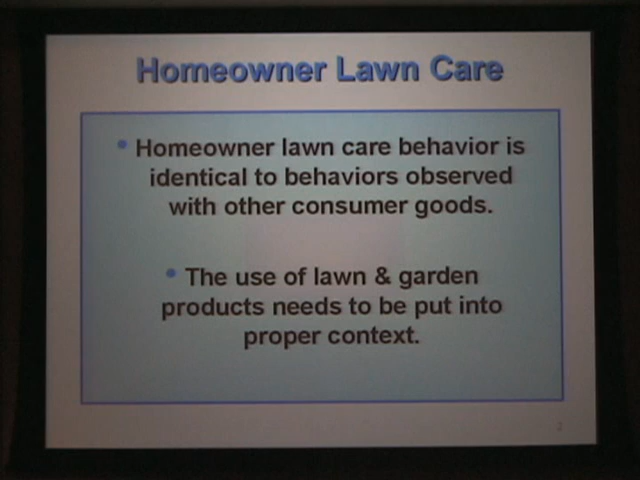 Homeowner Lawn Care
• Homeowner lawn care behavior is
identical to behaviors observed
with other consumer goods.
• The use of lawn & garden
products needs to be put into
proper context.
2